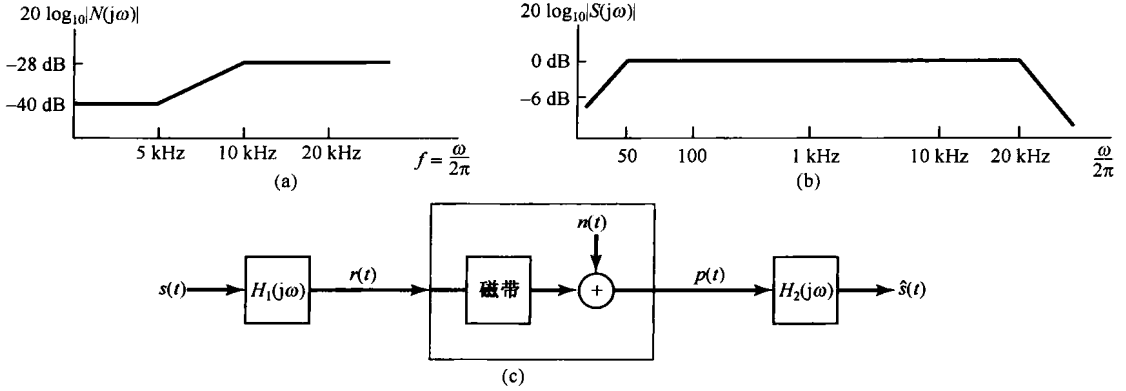 20 log₁₀|N(jω)|
−28 dB
−40 dB
5 kHz 10 kHz 20 kHz f = ω/2π
(a)
20 log₁₀|S(jω)|
0 dB
−6 dB
50 100 1 kHz 10 kHz 20 kHz ω/2π
(b)
n(t)
s(t) H₁(jω) r(t) 磁带 + p(t) H₂(jω) ŝ(t)
(c)